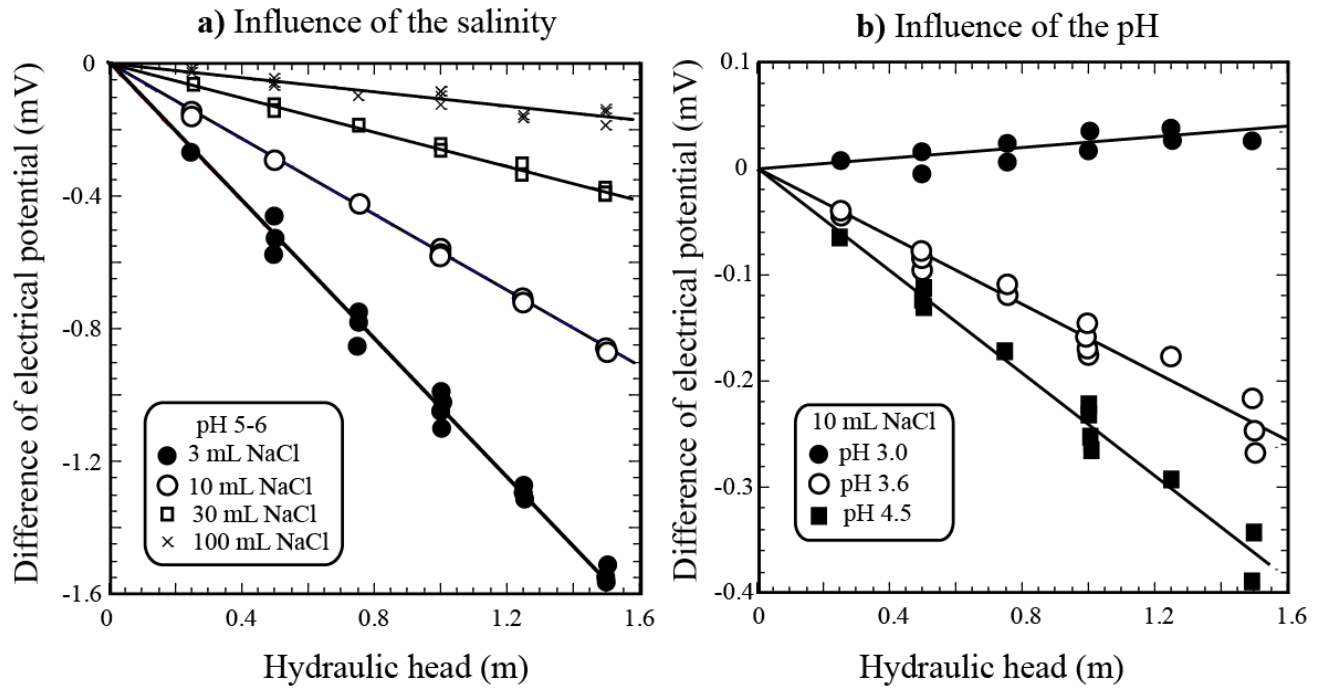 a) Influence of the salinity
Difference of electrical potential (mV)
0
-0.4
-0.8
-1.2
-1.6
pH 5-6
3 mL NaCl
10 mL NaCl
30 mL NaCl
100 mL NaCl
0 0.4 0.8 1.2 1.6
Hydraulic head (m)
b) Influence of the pH
Difference of electrical potential (mV)
0.1
0
-0.1
-0.2
-0.3
-0.4
10 mL NaCl
pH 3.0
pH 3.6
pH 4.5
0 0.4 0.8 1.2 1.6
Hydraulic head (m)